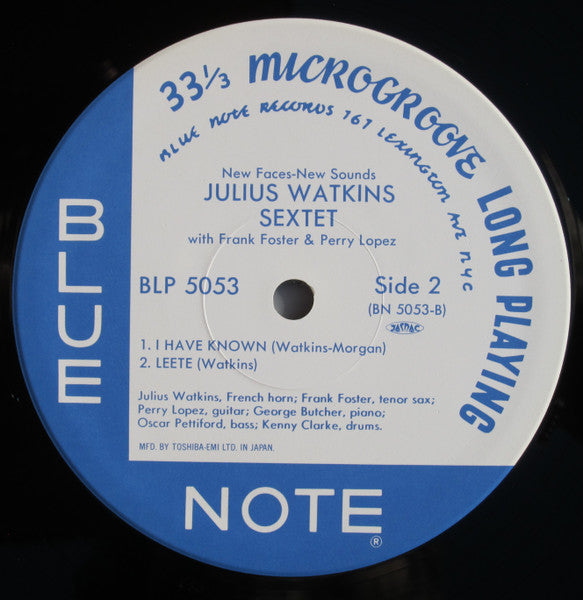 33⅓ MICROGROOVE LONG PLAYING
BLUE NOTE RECORDS 767 LEXINGTON AVE NYC
New Faces-New Sounds
JULIUS WATKINS
SEXTET
with Frank Foster & Perry Lopez
BLP 5053
Side 2
(BN 5053-B)
JASRAC
1. I HAVE KNOWN (Watkins-Morgan)
2. LEETE (Watkins)
Julius Watkins, French horn; Frank Foster, tenor sax;
Perry Lopez, guitar; George Butcher, piano;
Oscar Pettiford, bass; Kenny Clarke, drums.
MFD. BY TOSHIBA-EMI LTD. IN JAPAN.
BLUE
NOTE®